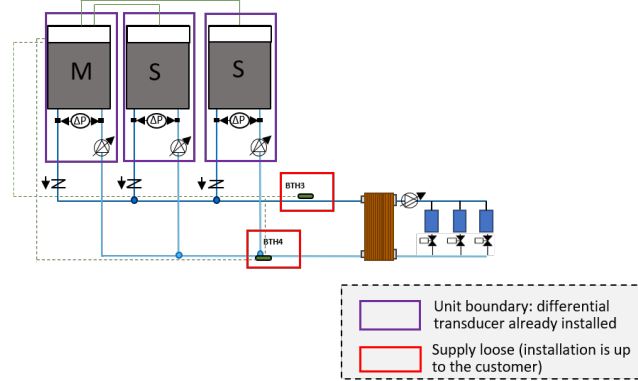 M
S
S
ΔP
ΔP
ΔP
BTH3
BTH4
Unit boundary: differential
transducer already installed
Supply loose (installation is up
to the customer)